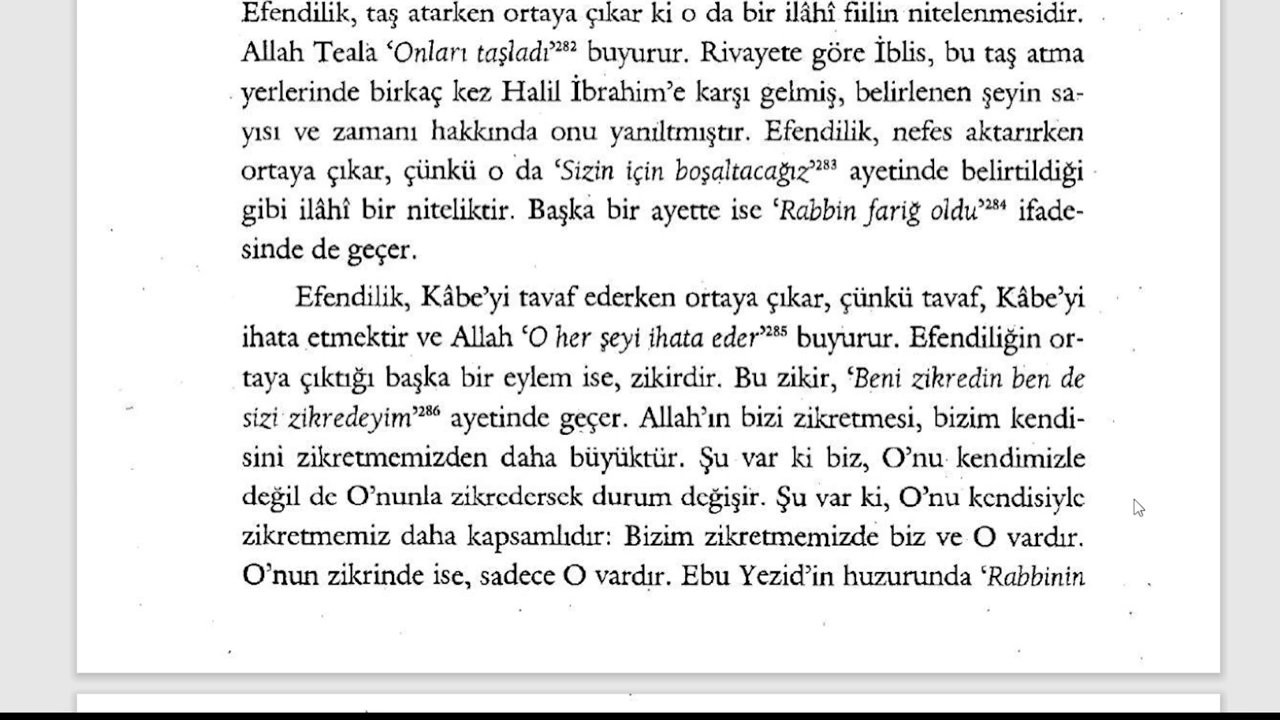 Efendilik, taş atarken ortaya çıkar ki o da bir ilâhî fiilin nitelenmesidir.
Allah Teala ‘Onları taşladı’²⁸² buyurur. Rivayete göre İblis, bu taş atma
yerlerinde birkaç kez Halil İbrahim’e karşı gelmiş, belirlenen şeyin sa-
yısı ve zamanı hakkında onu yanıltmıştır. Efendilik, nefes aktarırken
ortaya çıkar, çünkü o da ‘Sizin için boşaltacağız’²⁸³ ayetinde belirtildiği
gibi ilâhî bir niteliktir. Başka bir ayette ise ‘Rabbin fariğ oldu’²⁸⁴ ifade-
sinde de geçer.
Efendilik, Kâbe’yi tavaf ederken ortaya çıkar, çünkü tavaf, Kâbe’yi
ihata etmektir ve Allah ‘O her şeyi ihata eder’²⁸⁵ buyurur. Efendiliğin or-
taya çıktığı başka bir eylem ise, zikirdir. Bu zikir, ‘Beni zikredin ben de
sizi zikredeyim’²⁸⁶ ayetinde geçer. Allah’ın bizi zikretmesi, bizim kendi-
sini zikretmemizden daha büyüktür. Şu var ki biz, O’nu kendimizle
değil de O’nunla zikredersek durum değişir. Şu var ki, O’nu kendisiyle
zikretmemiz daha kapsamlıdır: Bizim zikretmemizde biz ve O vardır.
O’nun zikrinde ise, sadece O vardır. Ebu Yezid’in huzurunda ‘Rabbinin